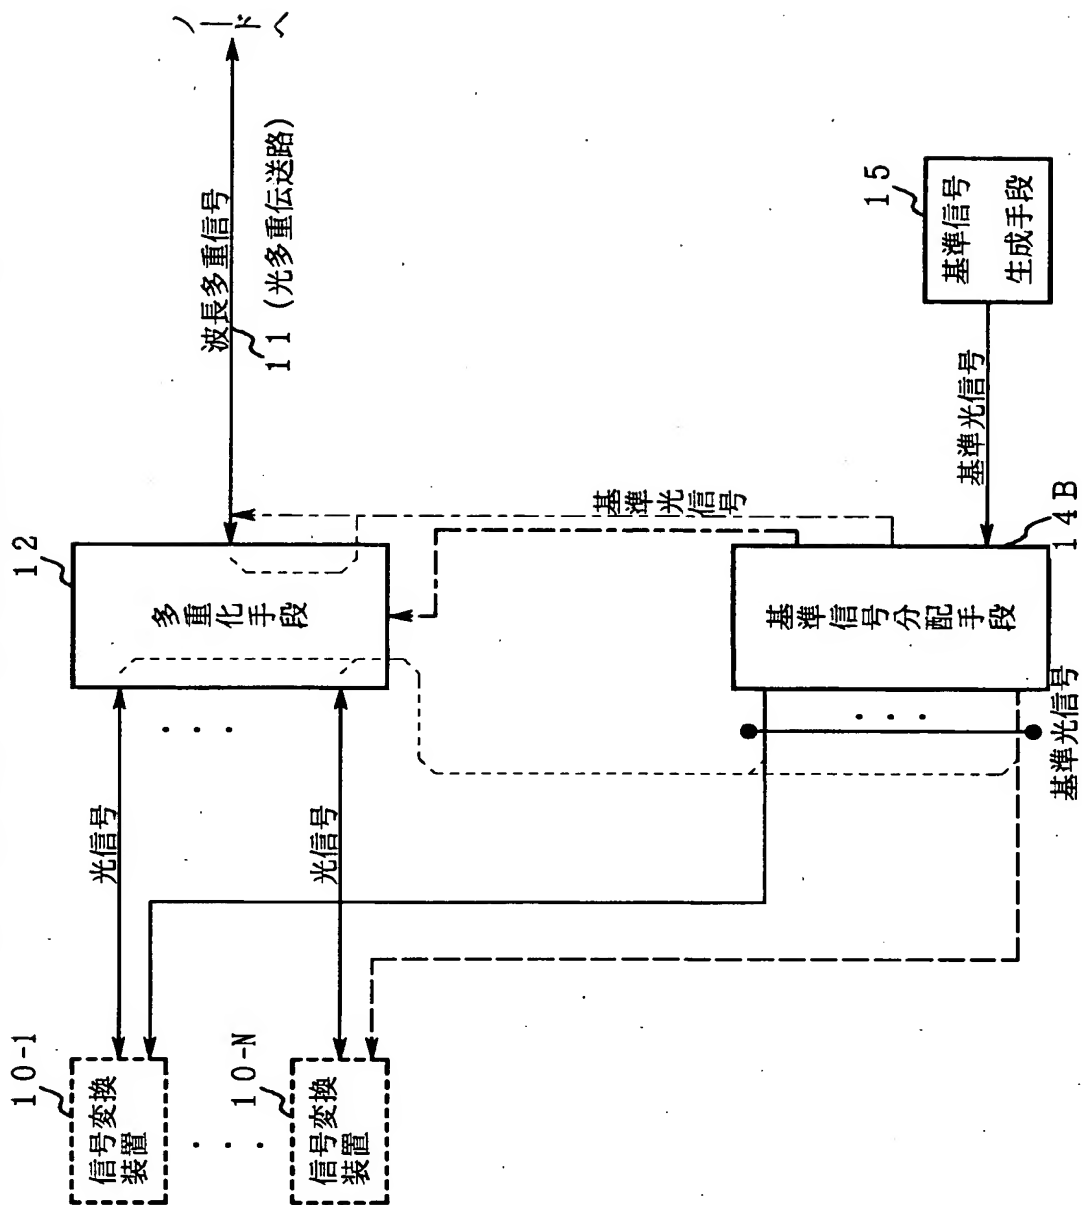 10-1
信号変換
装置
10-N
信号変換
装置
光信号
光信号
12
多重化手段
波長多重信号
11 (光多重伝送路)
ノードへ
基準光信号
14B
基準信号分配手段
基準光信号
基準光信号
15
基準信号
生成手段